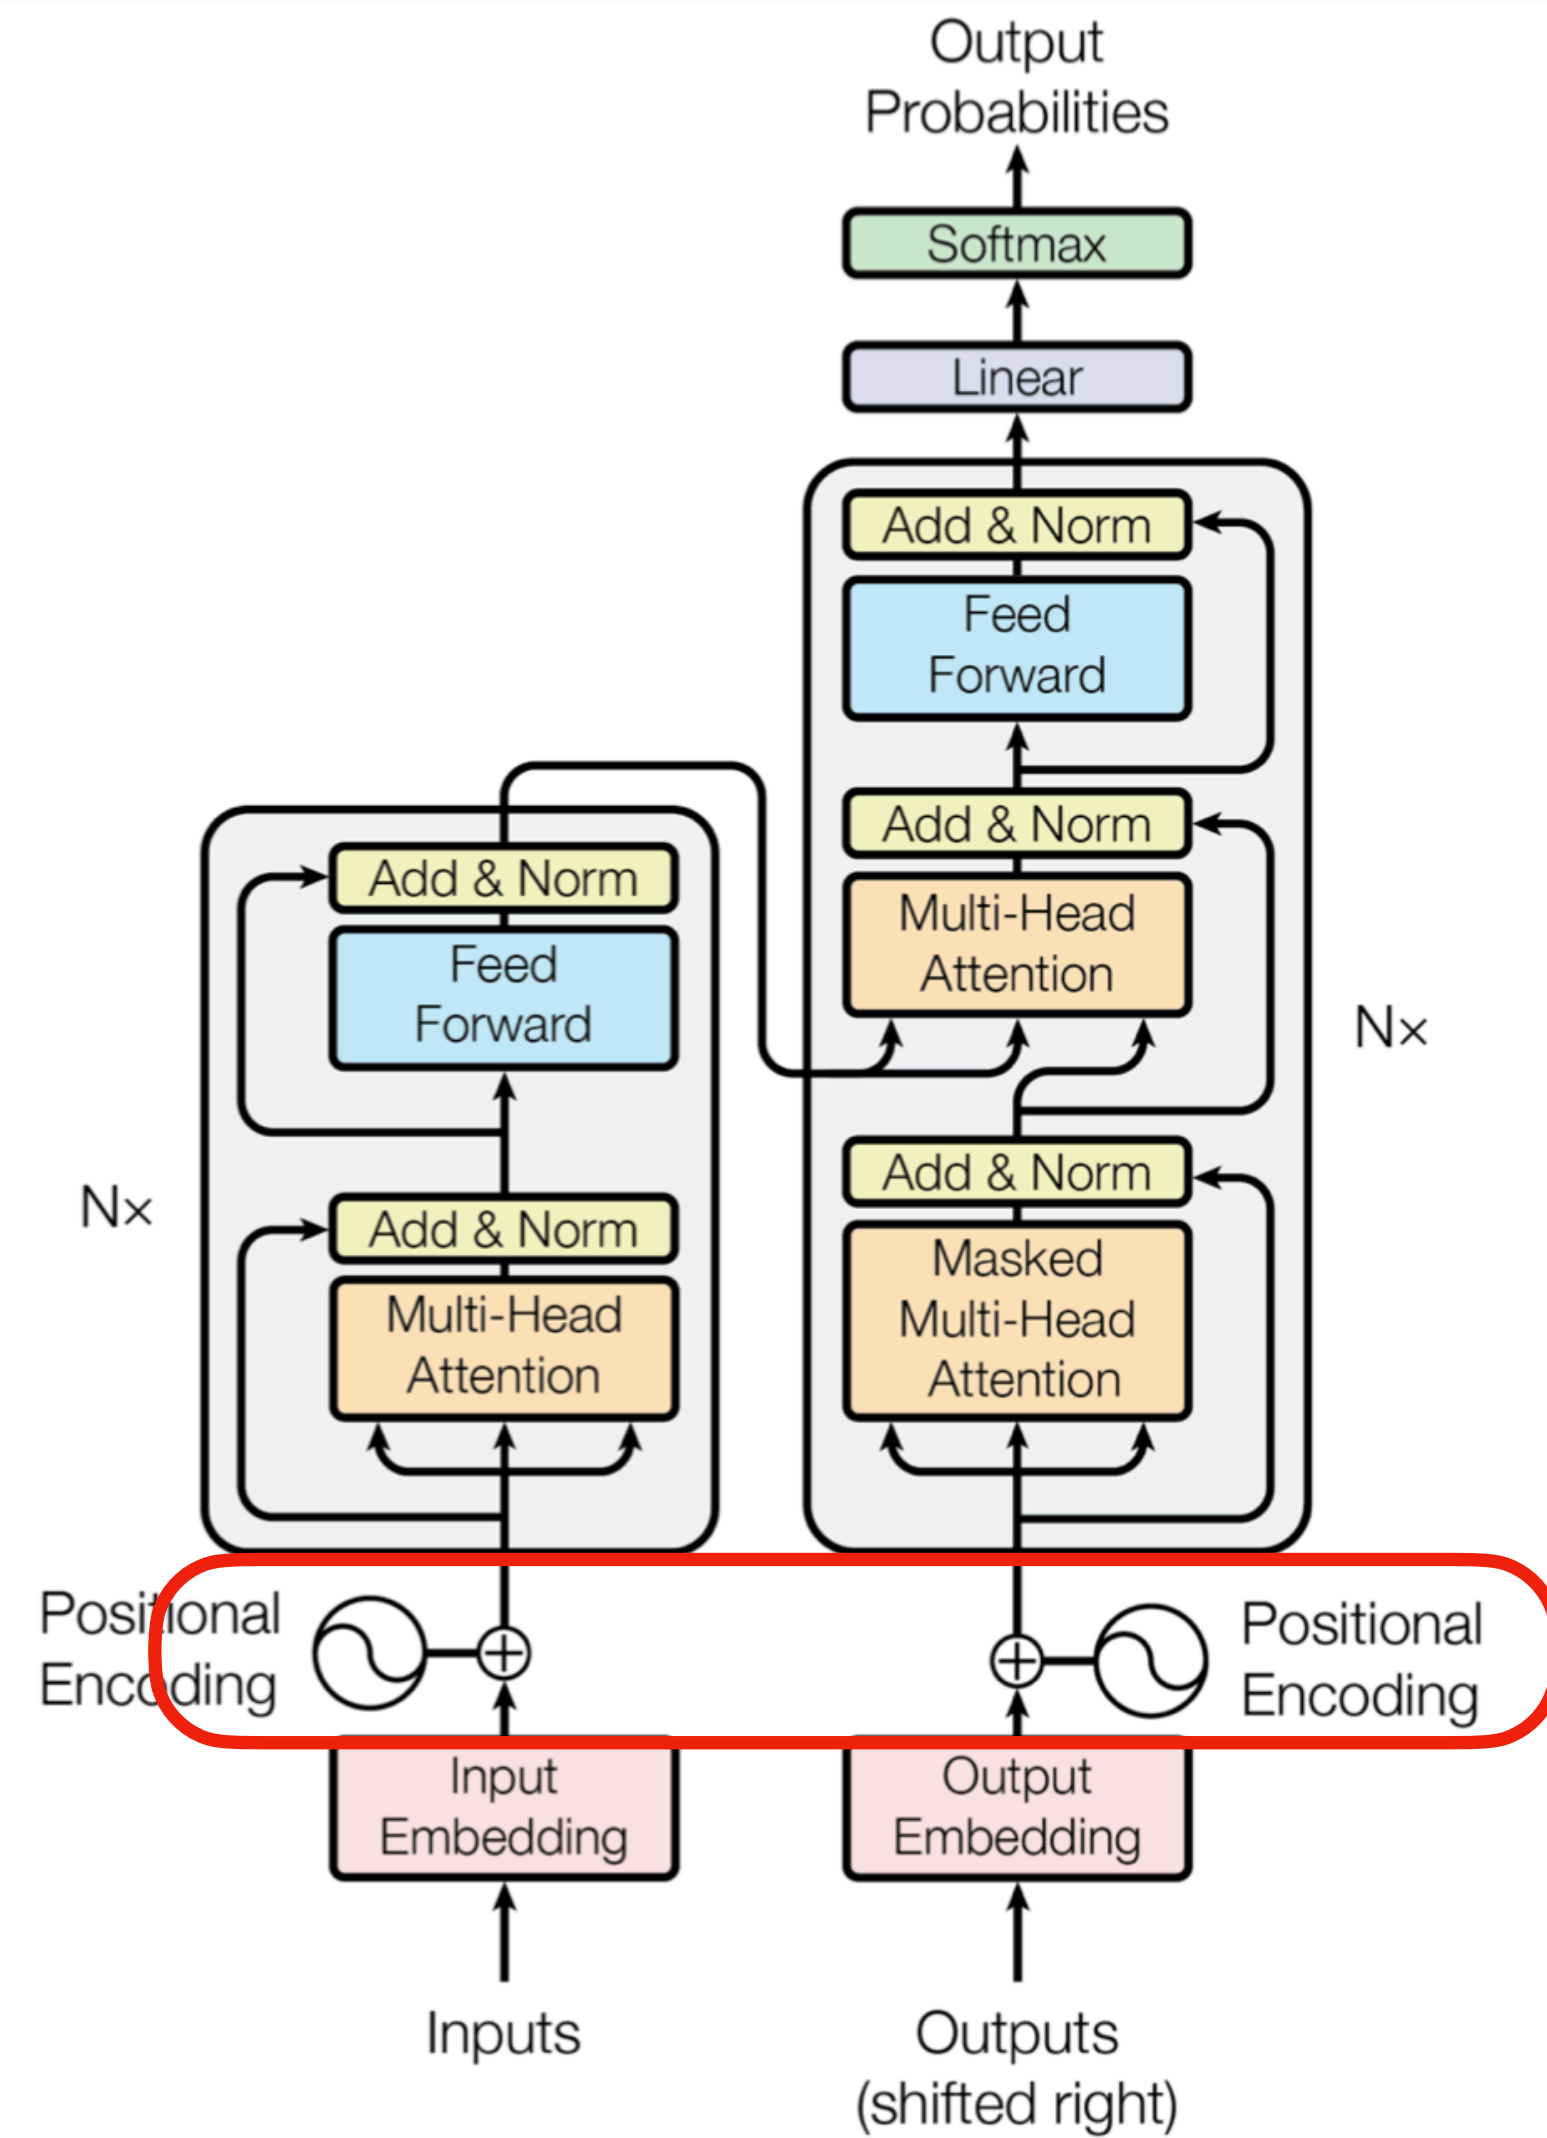 Output
Probabilities
Softmax
Linear
Add & Norm
Feed
Forward
Add & Norm
Multi-Head
Attention
Add & Norm
Masked
Multi-Head
Attention
N×
Add & Norm
Feed
Forward
Add & Norm
Multi-Head
Attention
N×
Positional
Encoding
Positional
Encoding
Input
Embedding
Output
Embedding
Inputs
Outputs
(shifted right)